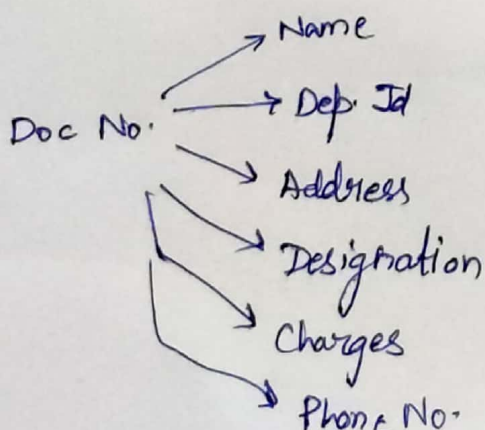 Name
Doc No.
Dep. Id
Address
Designation
Charges
Phone No.